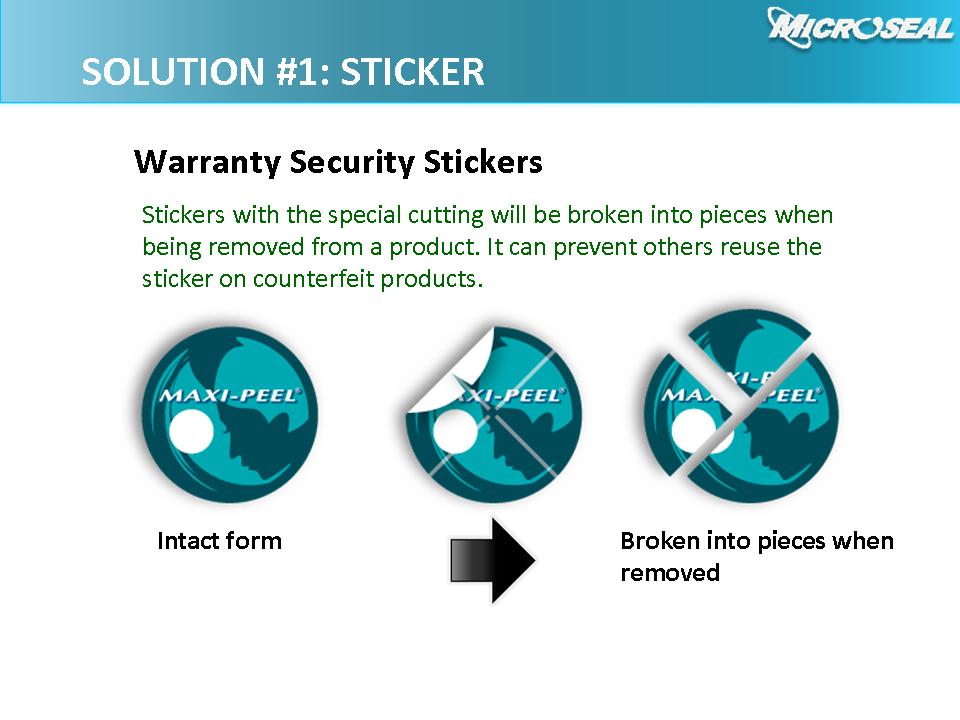 MICROSEAL
SOLUTION #1: STICKER
Warranty Security Stickers
Stickers with the special cutting will be broken into pieces when
being removed from a product. It can prevent others reuse the
sticker on counterfeit products.
MAXI-PEEL®
AXI-PEEL®
XI-P
MA PEEL®
Intact form
Broken into pieces when
removed